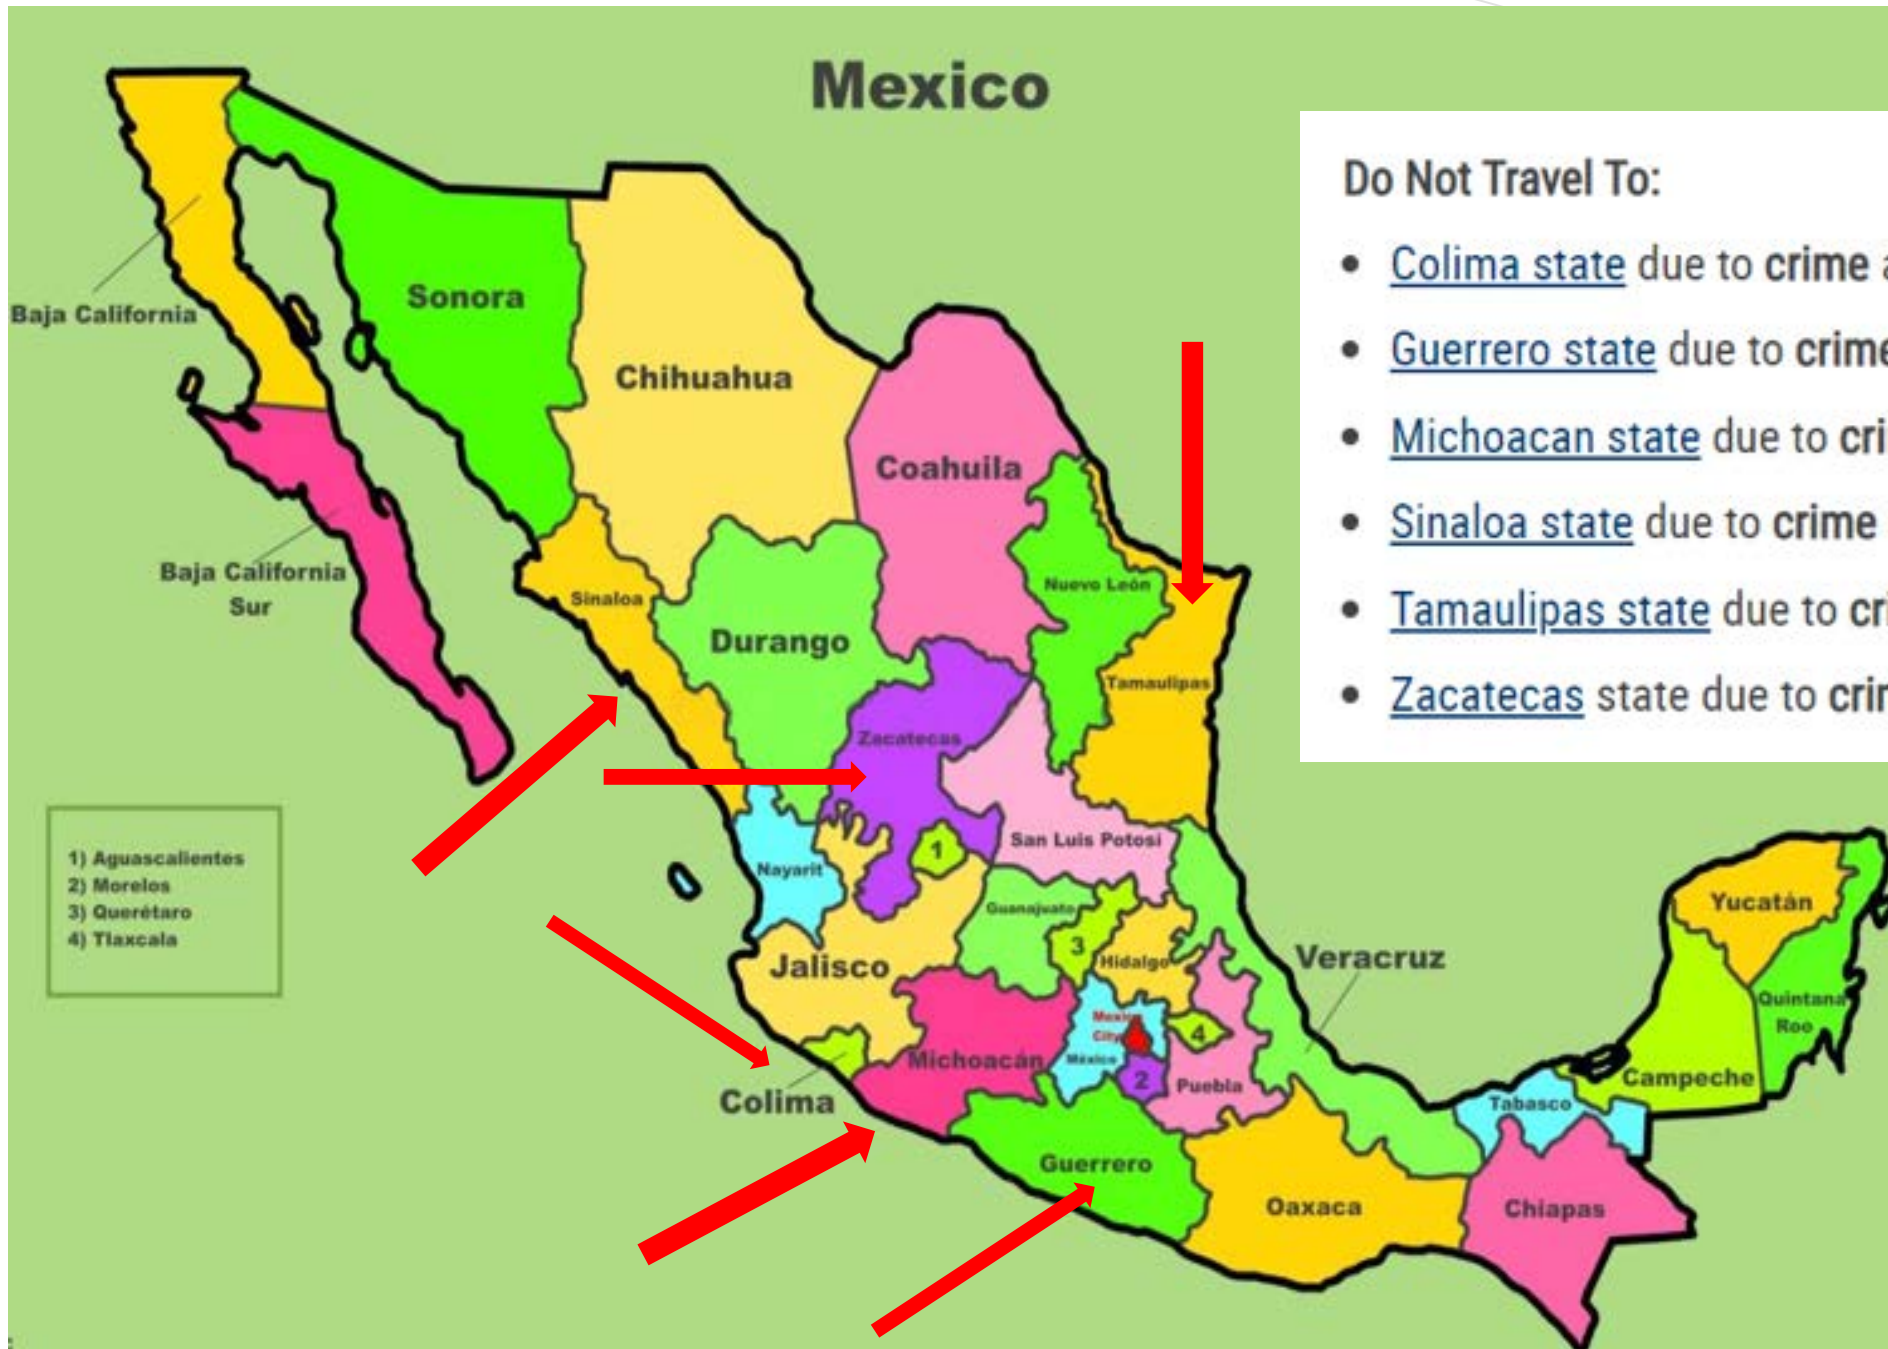 Mexico
Do Not Travel To:
• Colima state due to crime
• Guerrero state due to crime
• Michoacan state due to cri
• Sinaloa state due to crime
• Tamaulipas state due to cri
• Zacatecas state due to crim
Baja California
Sonora
Chihuahua
Coahuila
Baja California
Sur
Sinaloa
Nuevo León
Durango
Tamaulipas
Zacatecas
1) Aguascalientes
2) Morelos
3) Querétaro
4) Tlaxcala
San Luis Potosí
1
Nayarit
Guanajuato
Yucatán
3
Hidalgo
Jalisco
Veracruz
Quintana
Roo
Mexico
City
4
México
Michoacán
2
Puebla
Campeche
Colima
Tabasco
Guerrero
Oaxaca
Chiapas